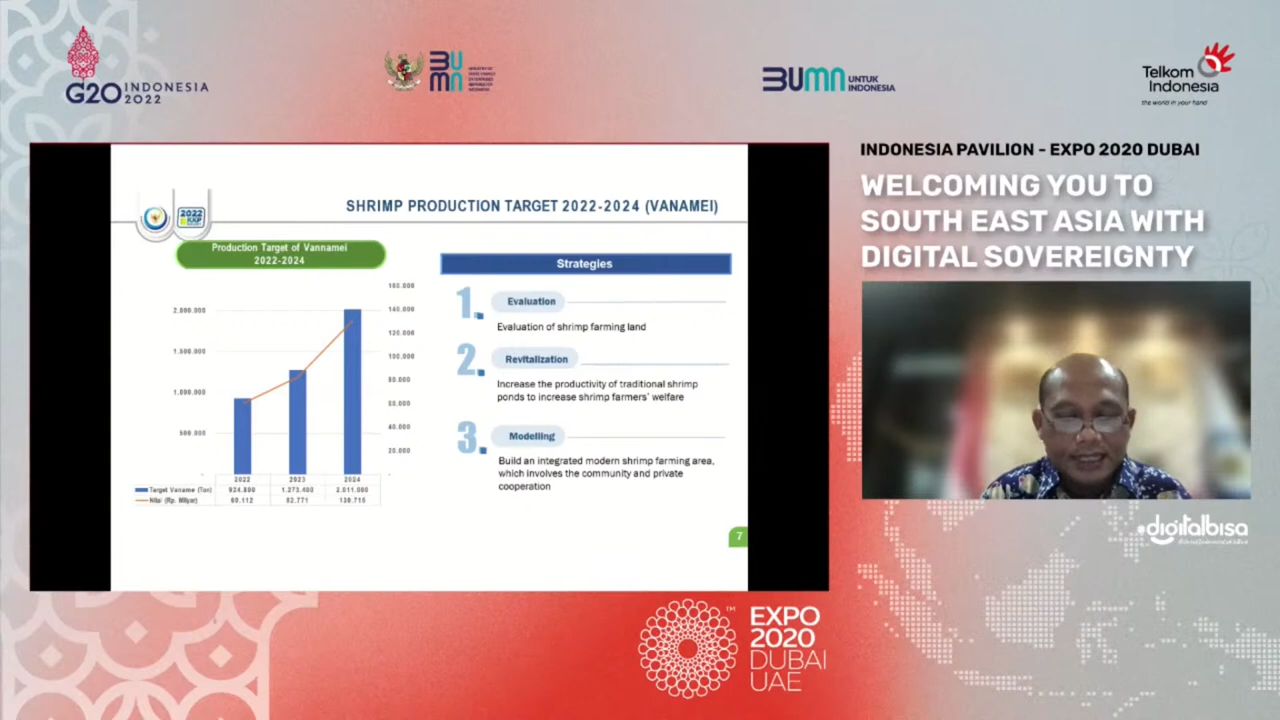 G20 INDONESIA
2022
BUMN
BUMN UNTUK
INDONESIA
Telkom
Indonesia
the world in your hand
INDONESIA PAVILION - EXPO 2020 DUBAI
WELCOMING YOU TO
SOUTH EAST ASIA WITH
DIGITAL SOVEREIGNTY
2022
SHRIMP PRODUCTION TARGET 2022-2024 (VANAMEI)
Production Target of Vannamei
2022-2024
2,000.000
1,500.000
1,000.000
500.000
-
160.000
140.000
120.000
100.000
80.000
60.000
40.000
20.000
-
2022 2023 2024
Target Vaname (Ton) 924.800 1.273.400 2.011.000
Nilai (Rp. Milyar) 60.112 82.771 130.715
Strategies
1. Evaluation
Evaluation of shrimp farming land
2. Revitalization
Increase the productivity of traditional shrimp
ponds to increase shrimp farmers' welfare
3. Modelling
Build an integrated modern shrimp farming area,
which involves the community and private
cooperation
7
digitalbisa
EXPO
2020
DUBAI
UAE
TM